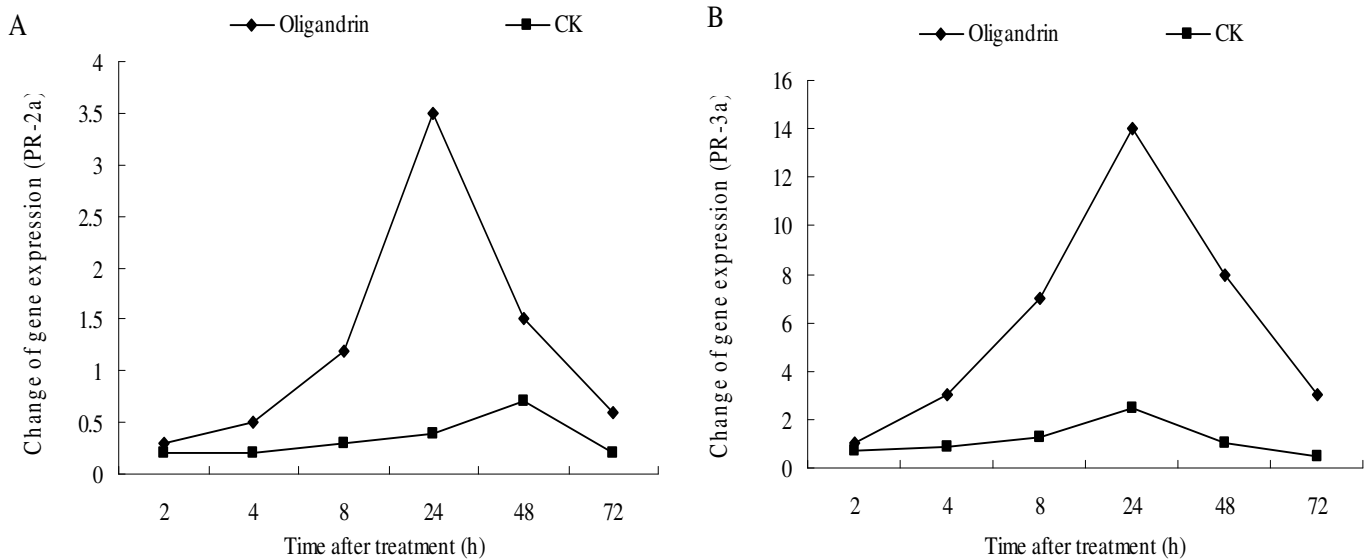 A
Oligandrin CK
Change of gene expression (PR-2a)
4
3.5
3
2.5
2
1.5
1
0.5
0
2 4 8 24 48 72
Time after treatment (h)
B
Oligandrin CK
Change of gene expression (PR-3a)
16
14
12
10
8
6
4
2
0
2 4 8 24 48 72
Time after treatment (h)